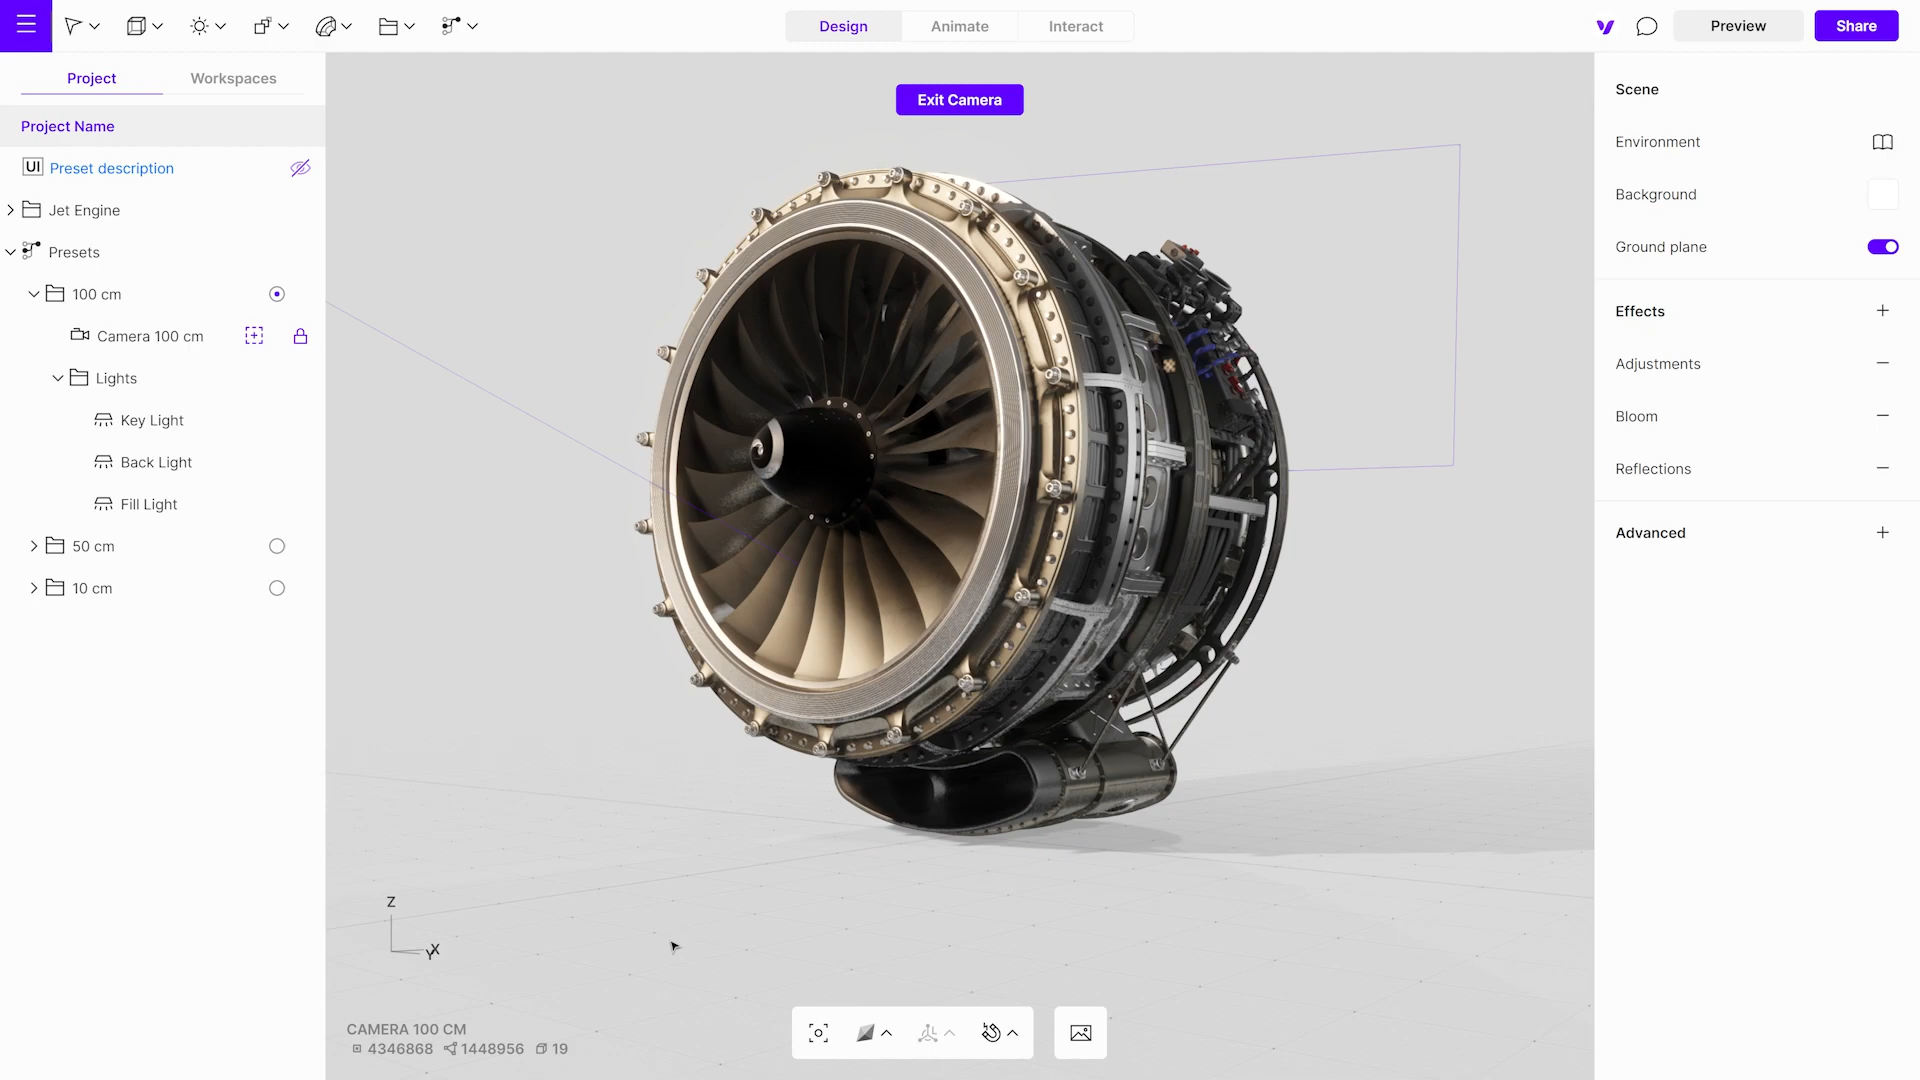 Design
Animate
Interact
Preview
Share
Project
Workspaces
Project Name
UI Preset description
Jet Engine
Presets
100 cm
Camera 100 cm
Lights
Key Light
Back Light
Fill Light
50 cm
10 cm
Exit Camera
Z
X
Y
CAMERA 100 CM
4346868 1448956 19
Scene
Environment
Background
Ground plane
Effects
Adjustments
Bloom
Reflections
Advanced